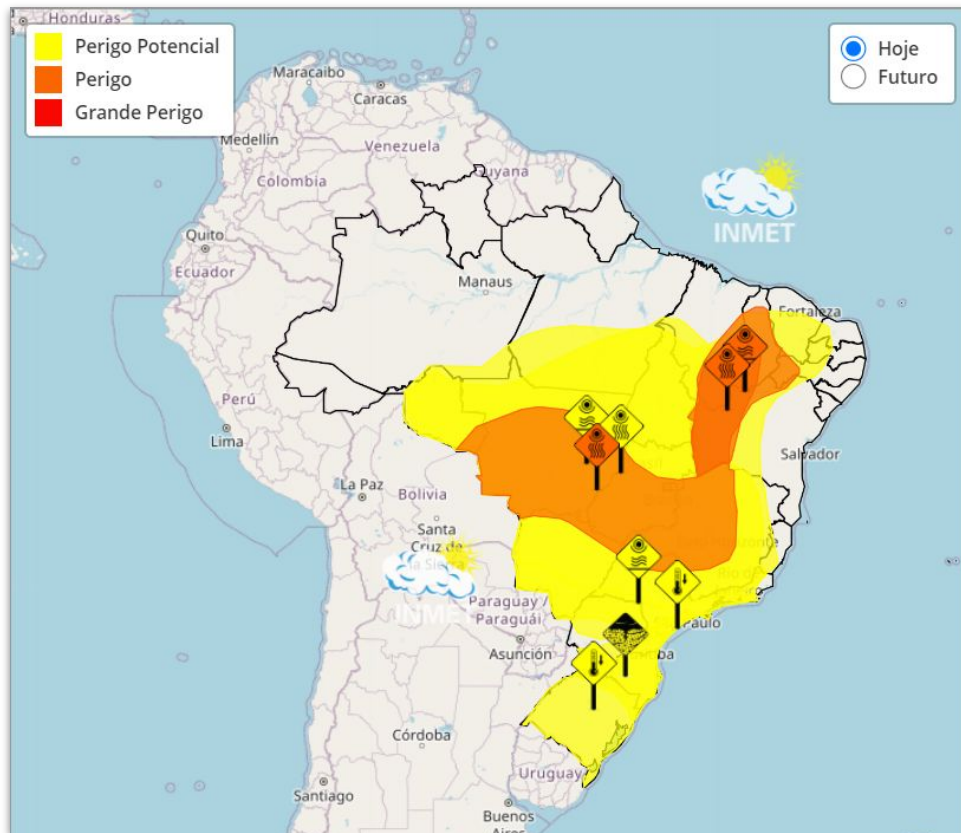 Honduras
Perigo Potencial
Perigo
Grande Perigo
Hoje
Futuro
Maracaibo
Caracas
Medellín
Venezuela
Guyana
Colombia
INMET
Quito
Ecuador
Manaus
Fortaleza
Perú
Lima
Salvador
La Paz
Bolivia
Santa
Cruz de
la Sierra
INMET
Paraguay /
Paraguái
Paulo
Asunción
Córdoba
Uruguay
Santiago
Buenos
Aires